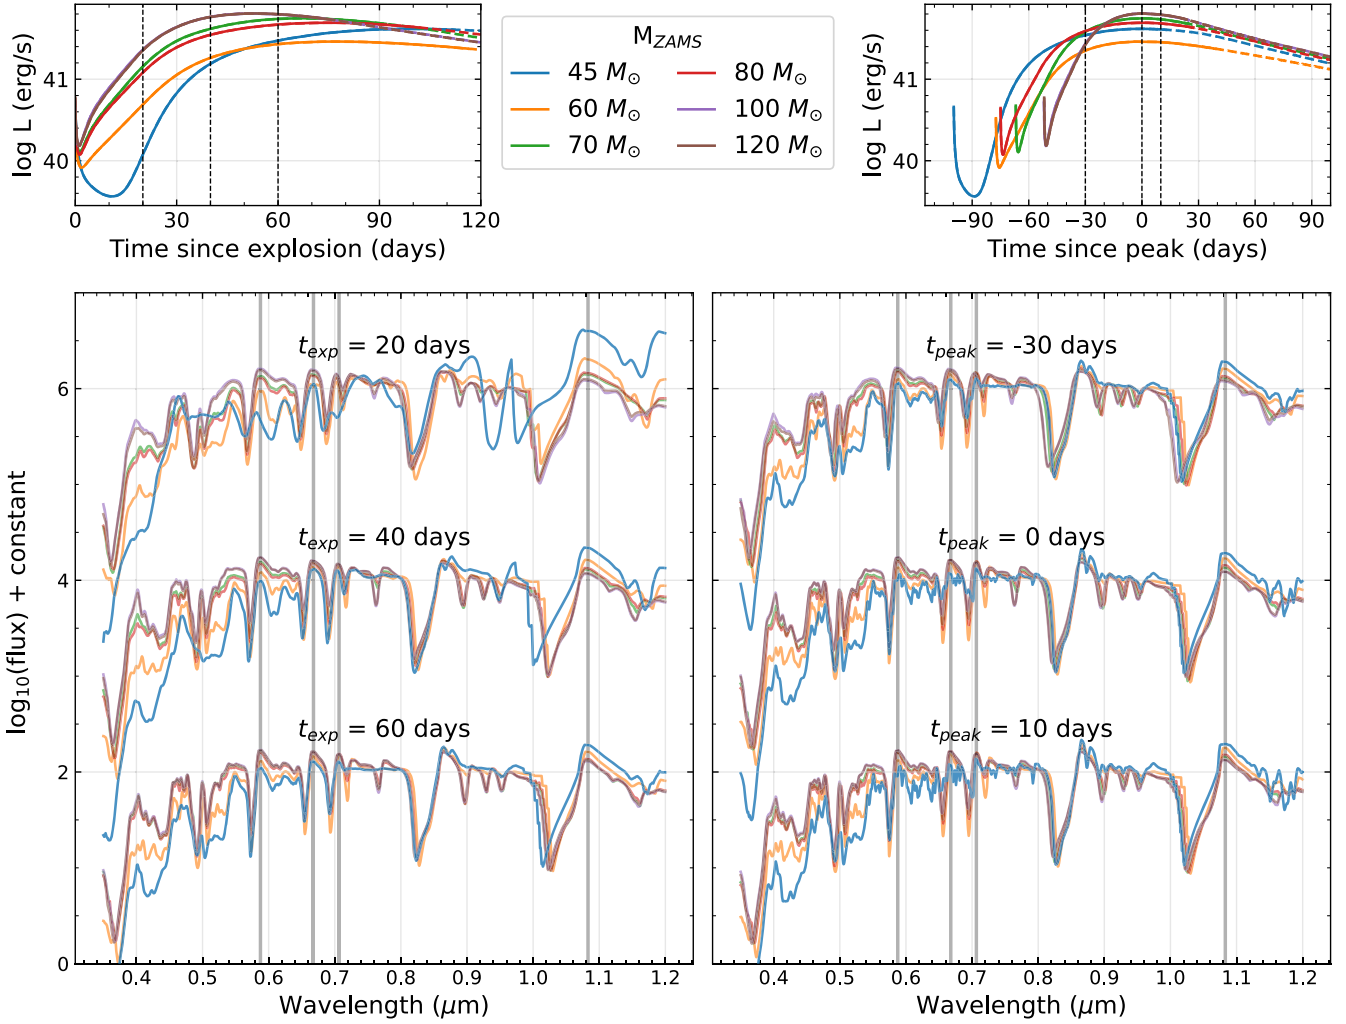 log L (erg/s)
41
40
0 30 60 90 120
Time since explosion (days)
M_ZAMS
45 M⊙ 80 M⊙
60 M⊙ 100 M⊙
70 M⊙ 120 M⊙
log L (erg/s)
41
40
−90 −60 −30 0 30 60 90
Time since peak (days)
log₁₀(flux) + constant
6
4
2
0
t_exp = 20 days
t_exp = 40 days
t_exp = 60 days
0.4 0.5 0.6 0.7 0.8 0.9 1.0 1.1 1.2
Wavelength (μm)
t_peak = -30 days
t_peak = 0 days
t_peak = 10 days
0.4 0.5 0.6 0.7 0.8 0.9 1.0 1.1 1.2
Wavelength (μm)